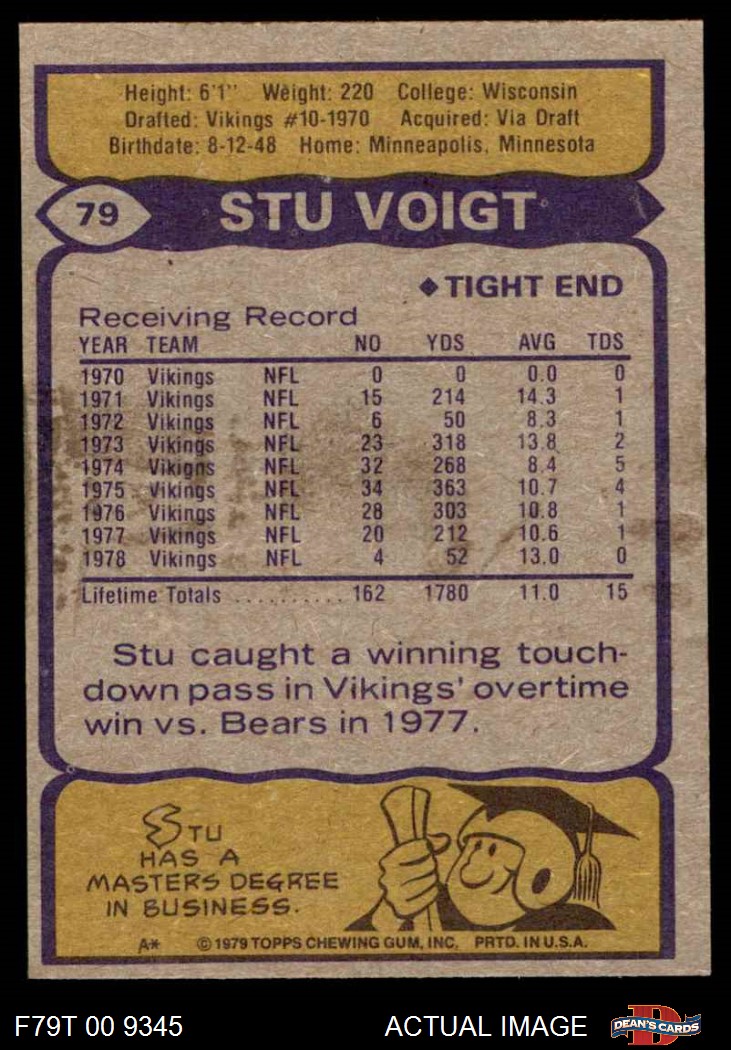 Height: 6'1" Weight: 220 College: Wisconsin
Drafted: Vikings #10-1970 Acquired: Via Draft
Birthdate: 8-12-48 Home: Minneapolis, Minnesota
79 STU VOIGT
◆TIGHT END
Receiving Record
YEAR TEAM NO YDS AVG TDS
1970 Vikings NFL 0 0 0.0 0
1971 Vikings NFL 15 214 14.3 1
1972 Vikings NFL 6 50 8.3 1
1973 Vikings NFL 23 318 13.8 2
1974 Vikigns NFL 32 268 8.4 5
1975 Vikings NFL 34 363 10.7 4
1976 Vikings NFL 28 303 10.8 1
1977 Vikings NFL 20 212 10.6 1
1978 Vikings NFL 4 52 13.0 0
Lifetime Totals .......... 162 1780 11.0 15
Stu caught a winning touch-
down pass in Vikings' overtime
win vs. Bears in 1977.
STU
HAS A
MASTERS DEGREE
IN BUSINESS.
A* © 1979 TOPPS CHEWING GUM, INC. PRTD. IN U.S.A.
F79T 00 9345 ACTUAL IMAGE D DEAN'S CARDS